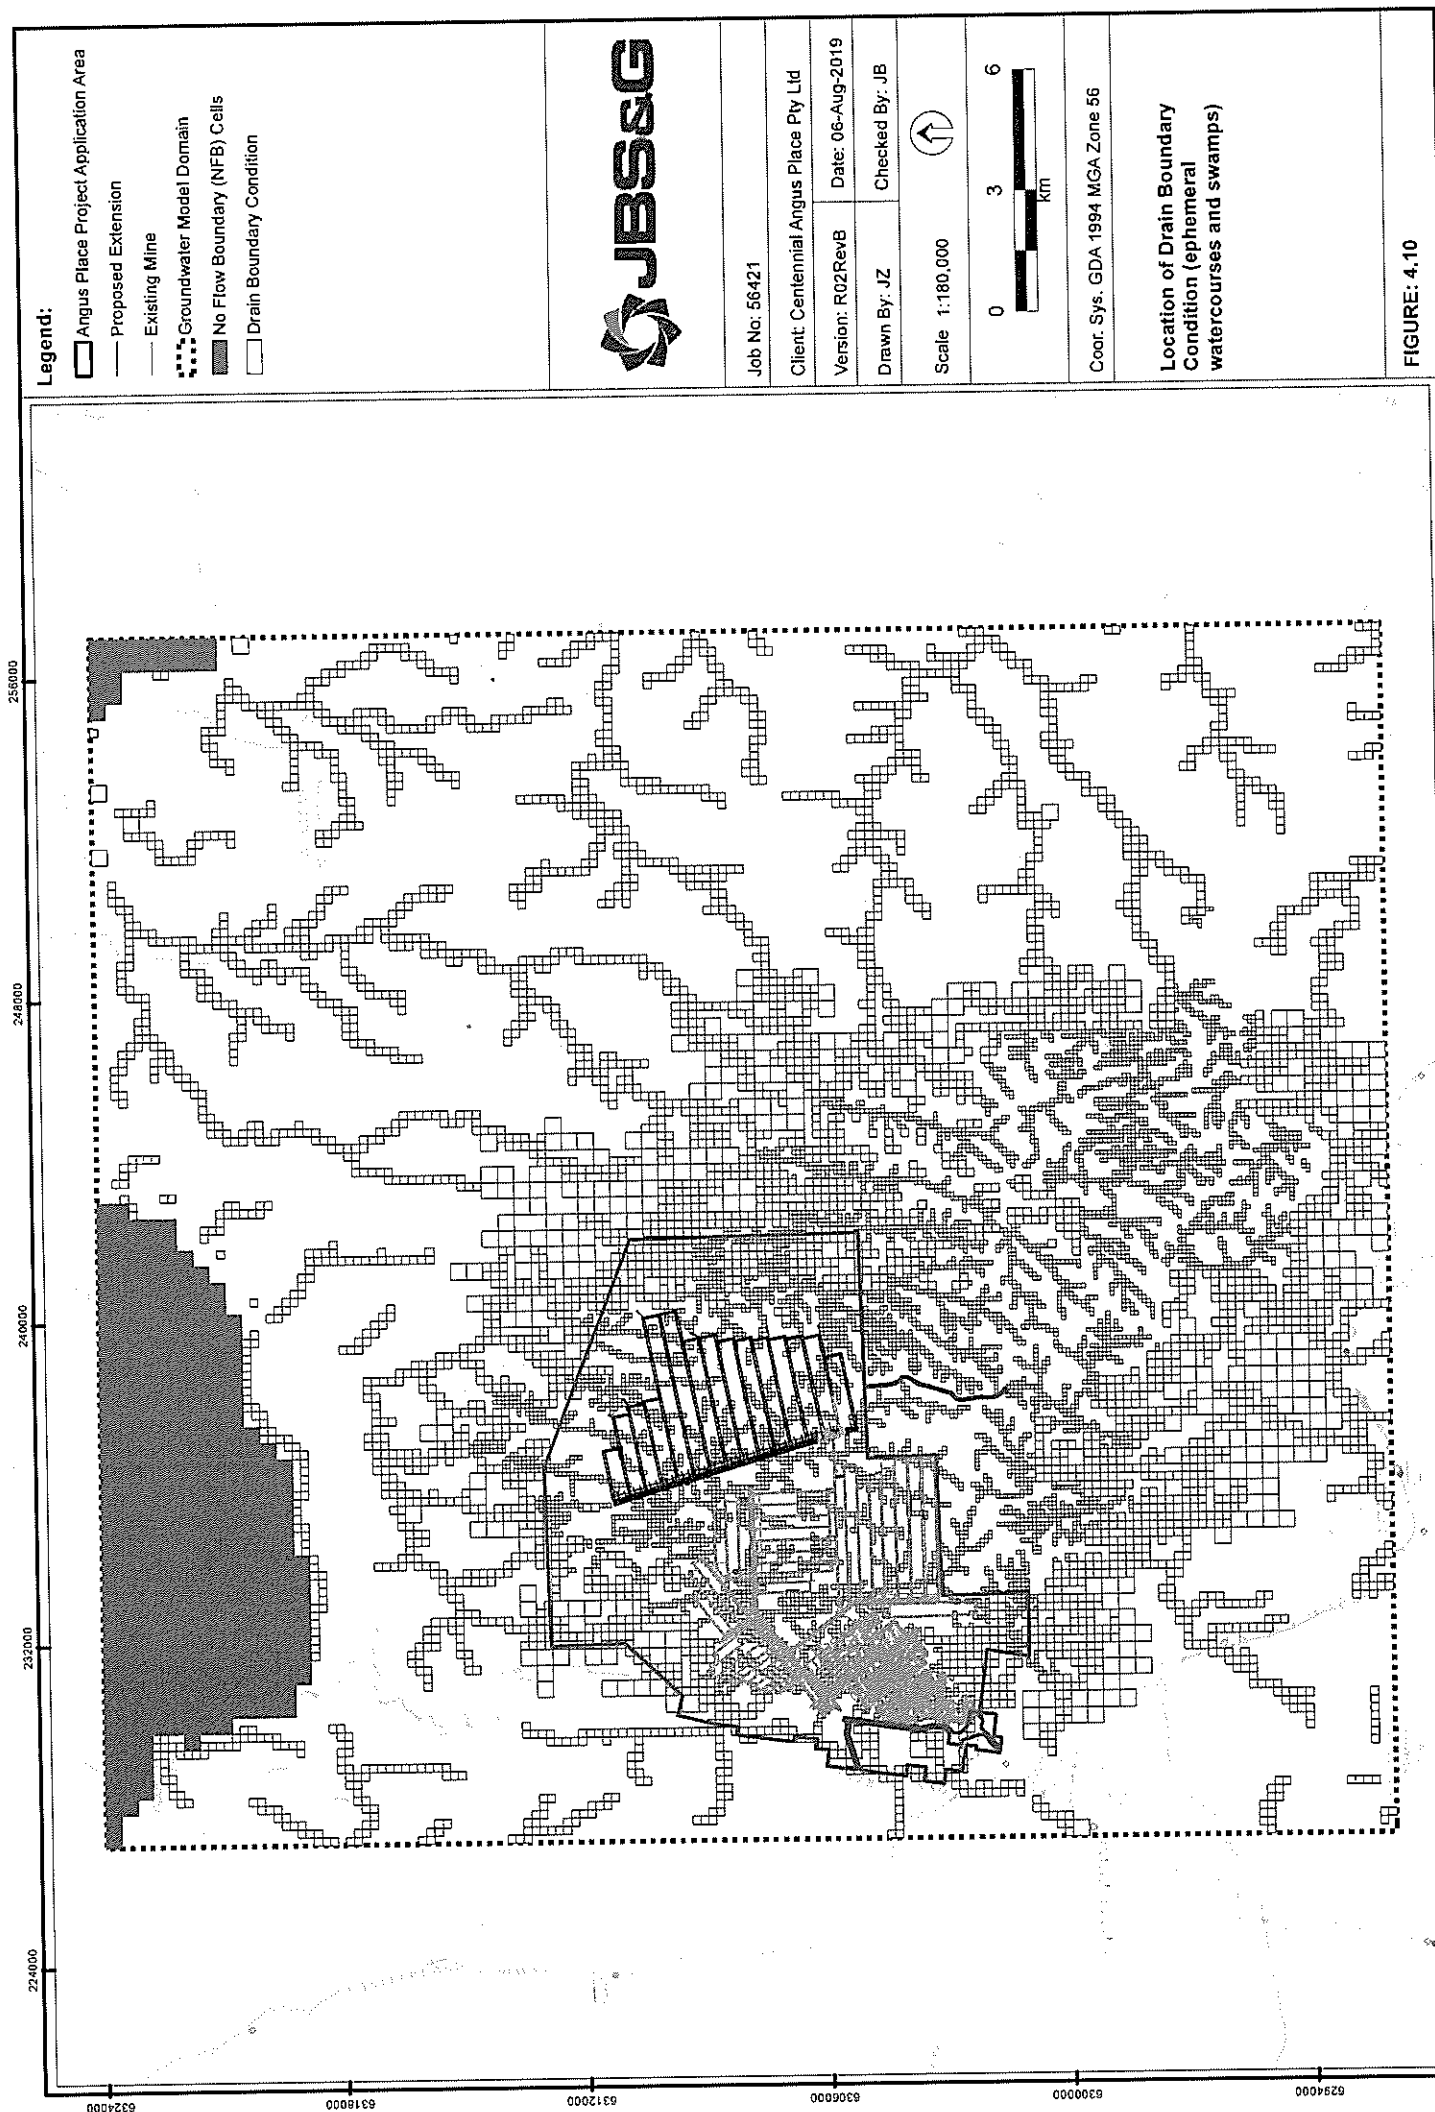 224000
232000
240000
248000
256000
6324000
6318000
6312000
6306000
6300000
6294000
Legend:
Angus Place Project Application Area
Proposed Extension
Existing Mine
Groundwater Model Domain
No Flow Boundary (NFB) Cells
Drain Boundary Condition
JBS&G
Job No: 56421
Client: Centennial Angus Place Pty Ltd
Version: R02RevB
Date: 06-Aug-2019
Drawn By: JZ
Checked By: JB
Scale 1:180,000
0 3 6
km
Coor. Sys. GDA 1994 MGA Zone 56
Location of Drain Boundary
Condition (ephemeral
watercourses and swamps)
FIGURE: 4.10